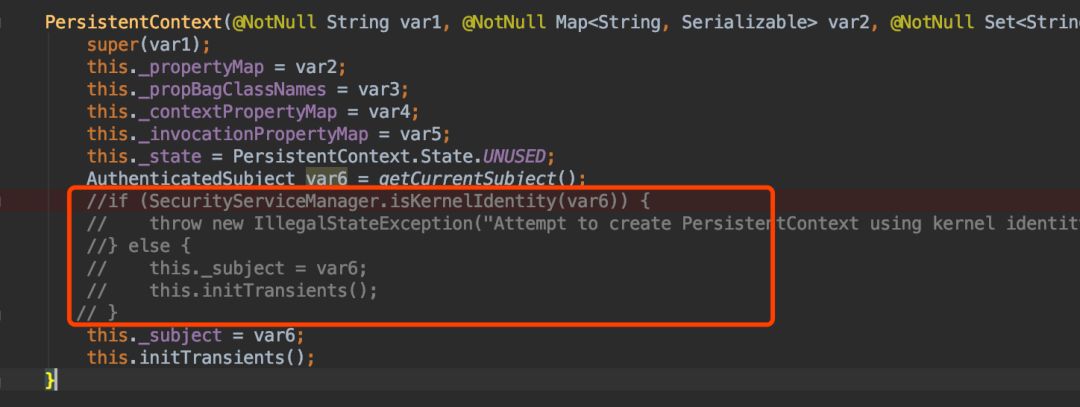 PersistentContext(@NotNull String var1, @NotNull Map<String, Serializable> var2, @NotNull Set<String
super(var1);
this._propertyMap = var2;
this._propBagClassNames = var3;
this._contextPropertyMap = var4;
this._invocationPropertyMap = var5;
this._state = PersistentContext.State.UNUSED;
AuthenticatedSubject var6 = getCurrentSubject();
//if (SecurityServiceManager.isKernelIdentity(var6)) {
// throw new IllegalStateException("Attempt to create PersistentContext using kernel identit
//} else {
// this._subject = var6;
// this.initTransients();
// }
this._subject = var6;
this.initTransients();
}